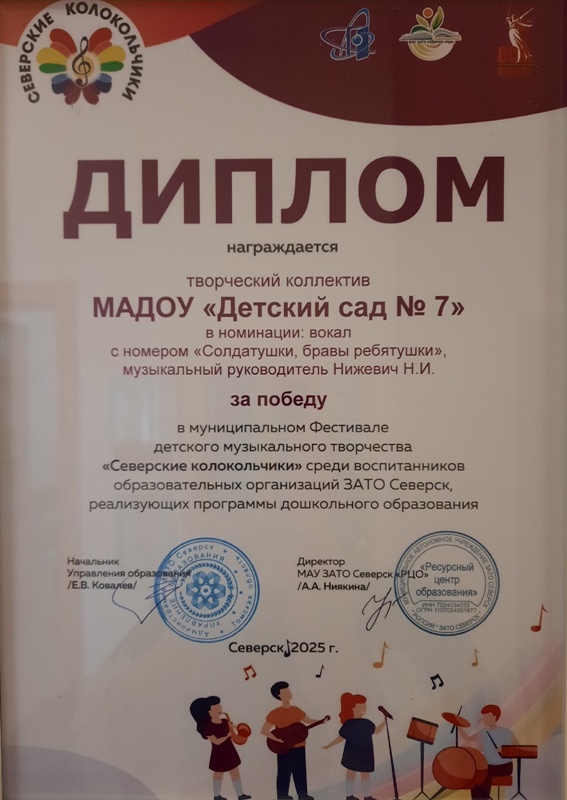 СЕВЕРСКИЕ КОЛОКОЛЬЧИКИ
ДИПЛОМ
награждается
творческий коллектив
МАДОУ «Детский сад № 7»
в номинации: вокал
с номером «Солдатушки, бравы ребятушки»,
музыкальный руководитель Нижевич Н.И.
за победу
в муниципальном Фестивале
детского музыкального творчества
«Северские колокольчики» среди воспитанников
образовательных организаций ЗАТО Северск,
реализующих программы дошкольного образования
Начальник
Управления образования
/Е.В. Ковалев/
Директор
МАУ ЗАТО Северск «РЦО»
/А.А. Ниякина/
«Ресурсный
центр
образования»
ИНН 7024034033
Северск, 2025 г.